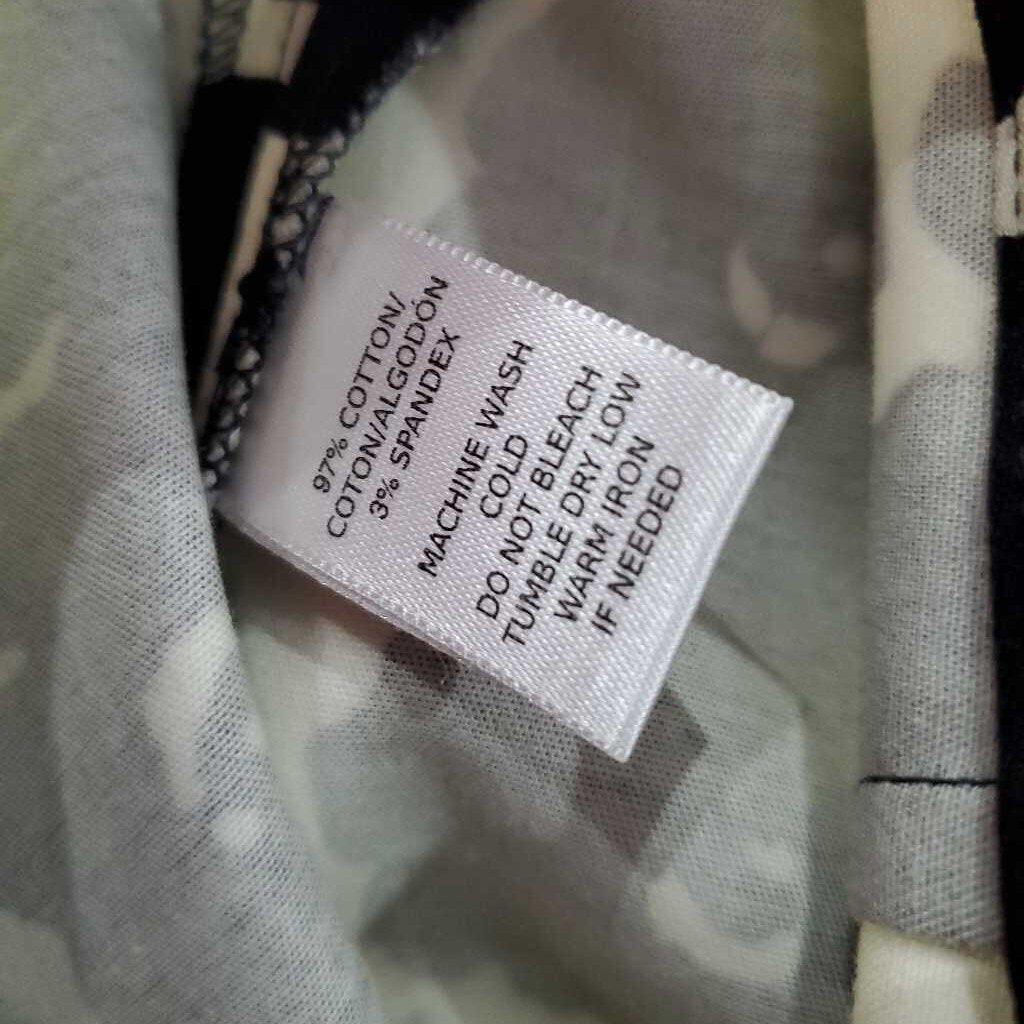 97% COTTON/
COTON/ALGODÓN
3% SPANDEX
MACHINE WASH
COLD
DO NOT BLEACH
TUMBLE DRY LOW
WARM IRON
IF NEEDED